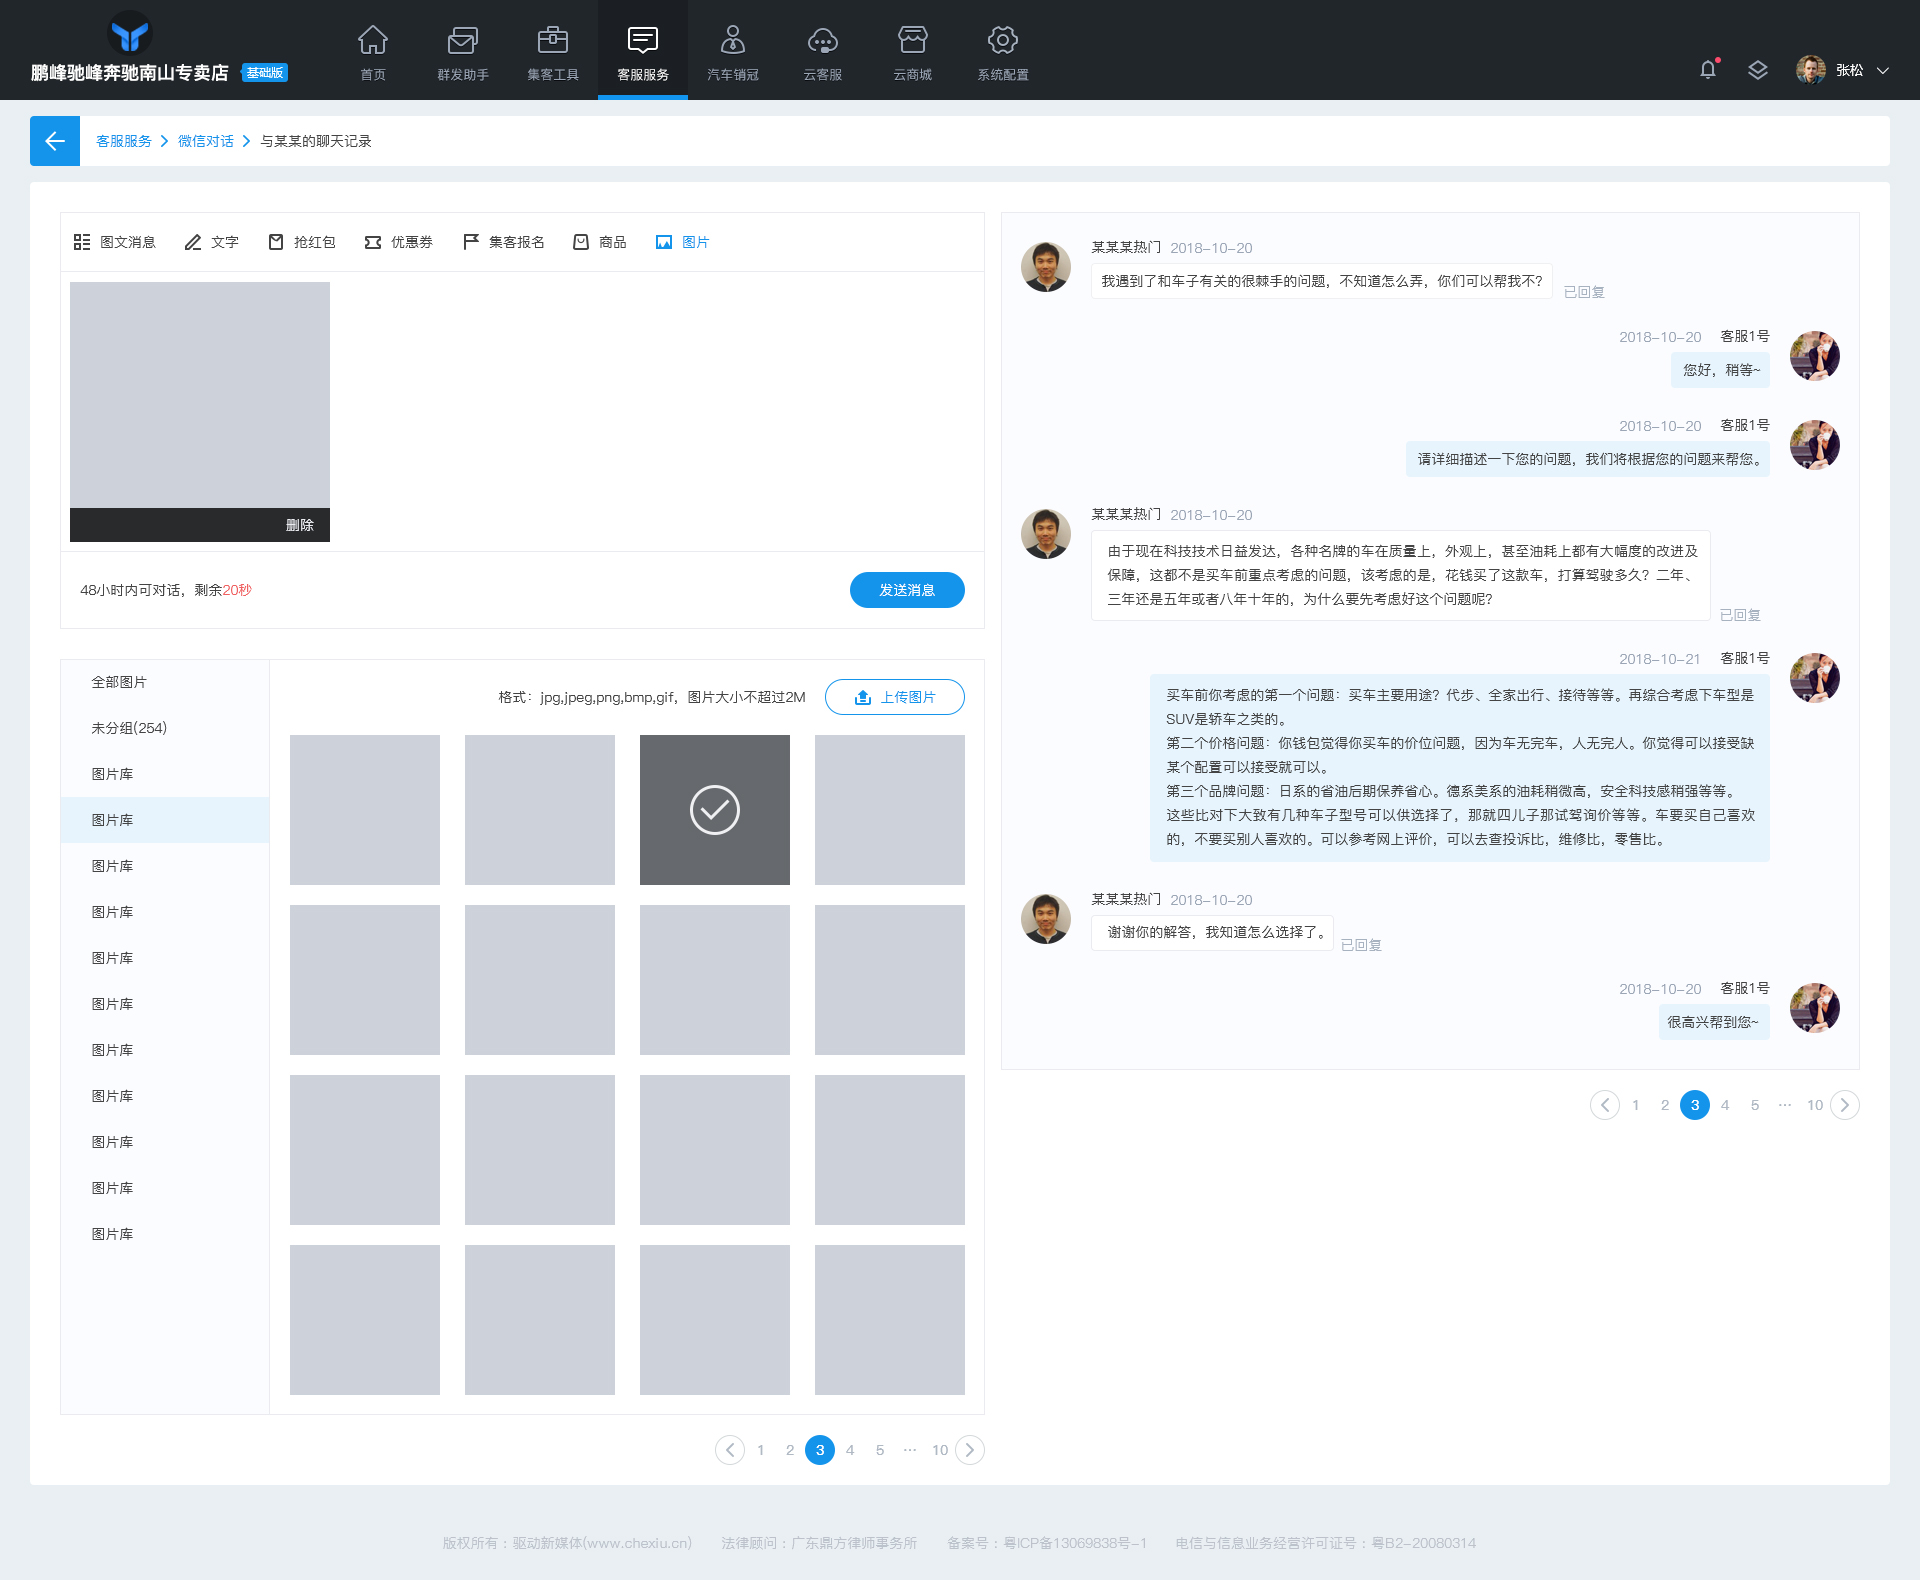 鹏峰驰峰奔驰南山专卖店 基础版
首页 群发助手 集客工具 客服服务 汽车销冠 云客服 云商城 系统配置
张松
客服服务 微信对话 与某某的聊天记录
图文消息 文字 抢红包 优惠券 集客报名 商品 图片
删除
48小时内可对话，剩余20秒
发送消息
全部图片
未分组(254)
图片库
图片库
图片库
图片库
图片库
图片库
图片库
图片库
图片库
图片库
图片库
格式：jpg,jpeg,png,bmp,gif，图片大小不超过2M
上传图片
1 2 3 4 5 ··· 10
某某某热门 2018-10-20
我遇到了和车子有关的很棘手的问题，不知道怎么弄，你们可以帮我不？
已回复
2018-10-20 客服1号
您好，稍等~
2018-10-20 客服1号
请详细描述一下您的问题，我们将根据您的问题来帮您。
某某某热门 2018-10-20
由于现在科技技术日益发达，各种名牌的车在质量上，外观上，甚至油耗上都有大幅度的改进及
保障，这都不是买车前重点考虑的问题，该考虑的是，花钱买了这款车，打算驾驶多久？二年、
三年还是五年或者八年十年的，为什么要先考虑好这个问题呢？
已回复
2018-10-21 客服1号
买车前你考虑的第一个问题：买车主要用途？代步、全家出行、接待等等。再综合考虑下车型是
SUV是轿车之类的。
第二个价格问题：你钱包觉得你买车的价位问题，因为车无完车，人无完人。你觉得可以接受缺
某个配置可以接受就可以。
第三个品牌问题：日系的省油后期保养省心。德系美系的油耗稍微高，安全科技感稍强等等。
这些比对下大致有几种车子型号可以供选择了，那就四儿子那试驾询价等等。车要买自己喜欢
的，不要买别人喜欢的。可以参考网上评价，可以去查投诉比，维修比，零售比。
某某某热门 2018-10-20
谢谢你的解答，我知道怎么选择了。
已回复
2018-10-20 客服1号
很高兴帮到您~
1 2 3 4 5 ··· 10
版权所有：驱动新媒体(www.chexiu.cn) 法律顾问：广东鼎方律师事务所 备案号：粤ICP备13069838号-1 电信与信息业务经营许可证号：粤B2-20080314